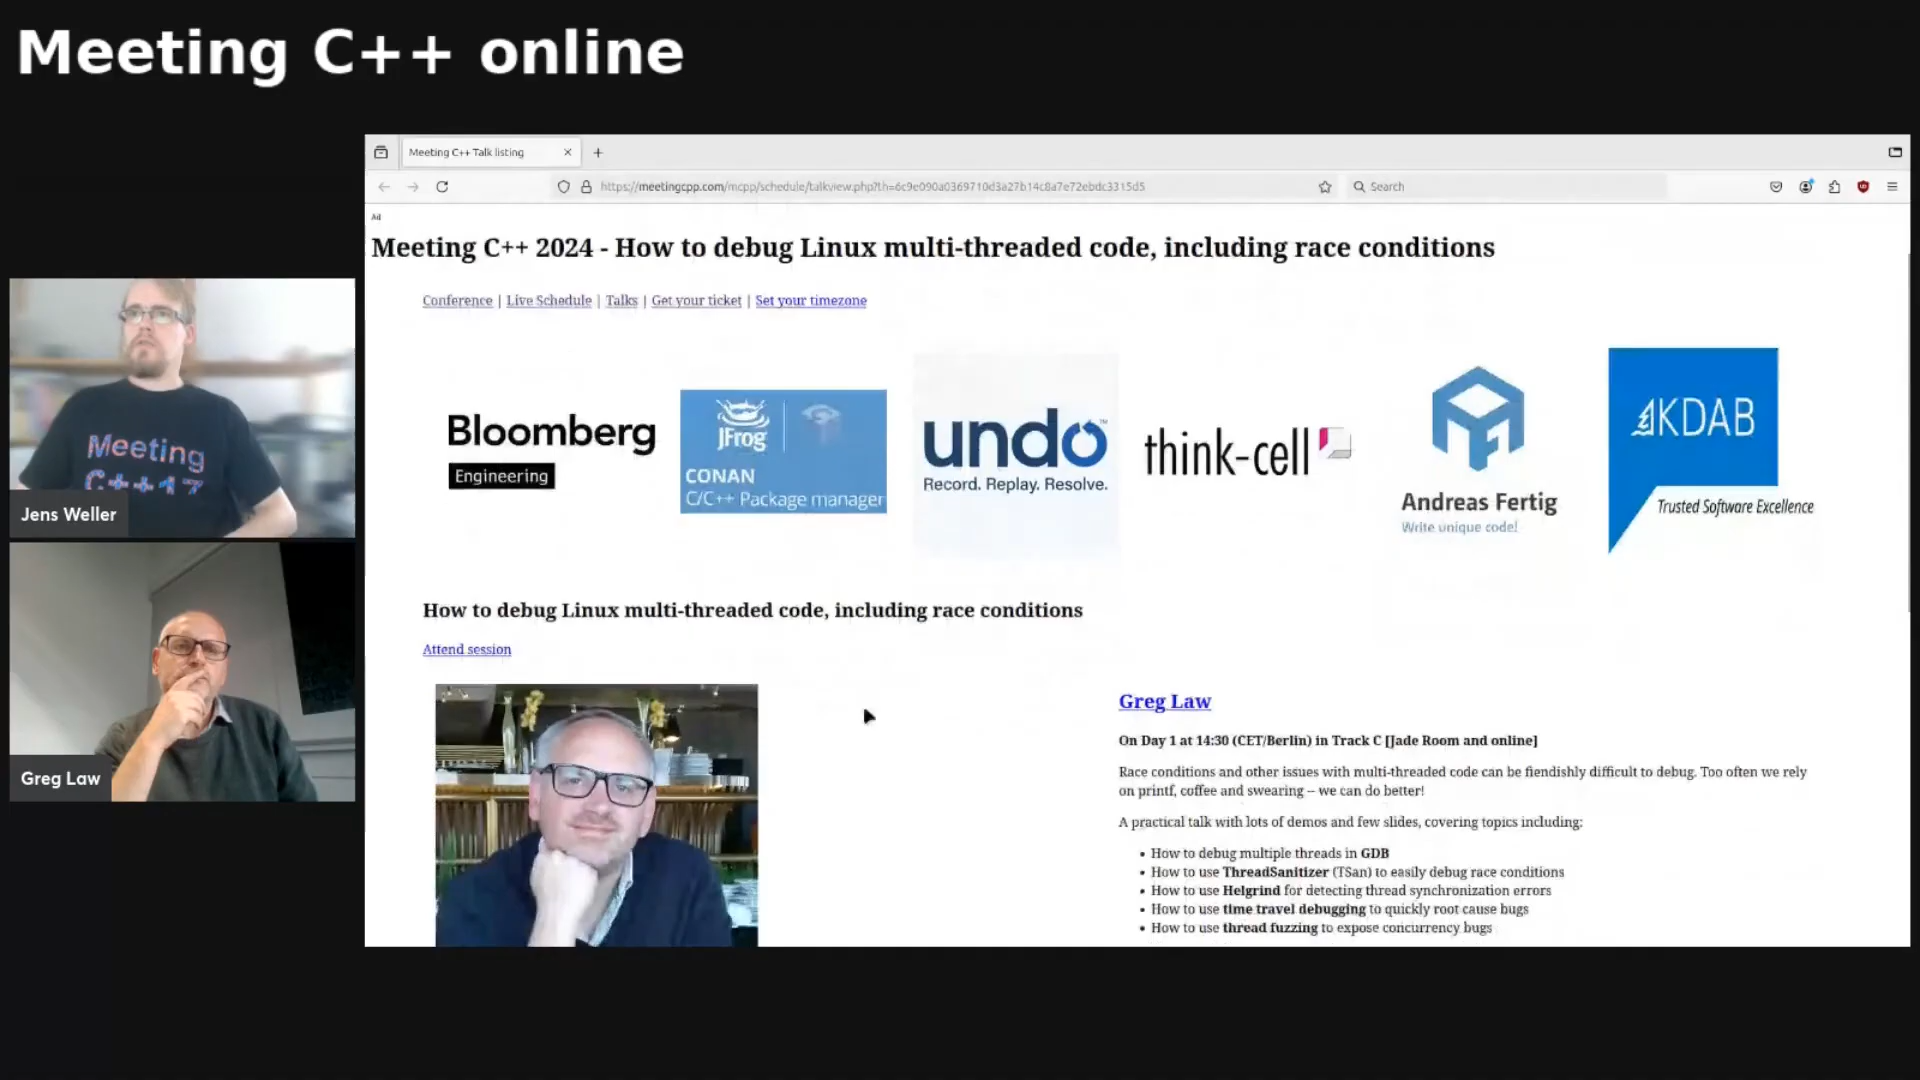 Meeting C++ online
Meeting C++ Talk listing
https://meetingcpp.com/mcpp/schedule/talkview.php?th=6c9e090a0369710d3a27b14c8a7e72ebdc3315d5
Search
Ad
Meeting C++ 2024 - How to debug Linux multi-threaded code, including race conditions
Conference | Live Schedule | Talks | Get your ticket | Set your timezone
Bloomberg
Engineering
JFrog
CONAN
C/C++ Package manager
undo™
Record. Replay. Resolve.
think-cell
Andreas Fertig
Write unique code!
KDAB
Trusted Software Excellence
Meeting
C++17
Jens Weller
Greg Law
How to debug Linux multi-threaded code, including race conditions
Attend session
Greg Law
On Day 1 at 14:30 (CET/Berlin) in Track C [Jade Room and online]
Race conditions and other issues with multi-threaded code can be fiendishly difficult to debug. Too often we rely
on printf, coffee and swearing – we can do better!
A practical talk with lots of demos and few slides, covering topics including:
• How to debug multiple threads in GDB
• How to use ThreadSanitizer (TSan) to easily debug race conditions
• How to use Helgrind for detecting thread synchronization errors
• How to use time travel debugging to quickly root cause bugs
• How to use thread fuzzing to expose concurrency bugs